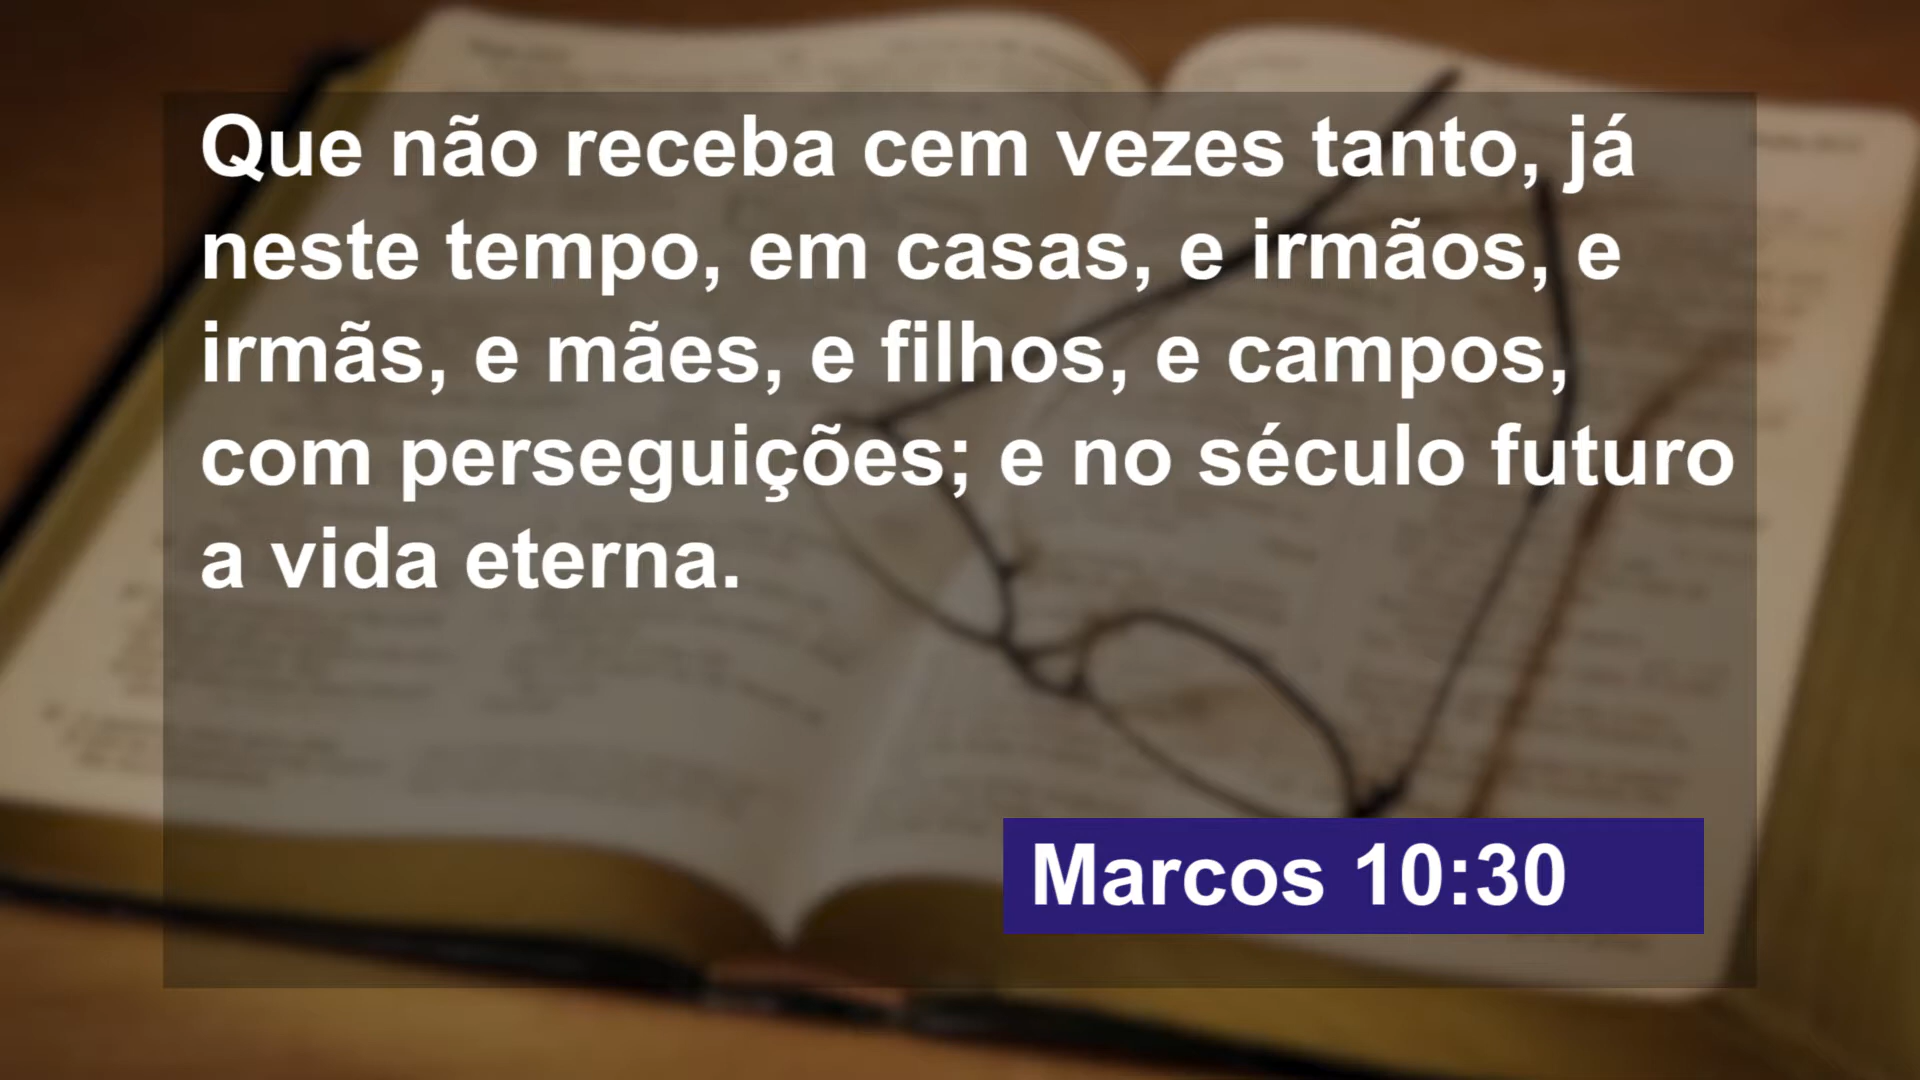 Que não receba cem vezes tanto, já
neste tempo, em casas, e irmãos, e
irmãs, e mães, e filhos, e campos,
com perseguições; e no século futuro
a vida eterna.
Marcos 10:30